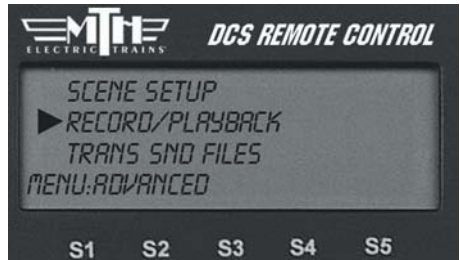 MTH
ELECTRIC TRAINS®
DCS REMOTE CONTROL
SCENE SETUP
RECORD/PLAYBACK
TRANS SND FILES
MENU:ADVANCED
S1 S2 S3 S4 S5